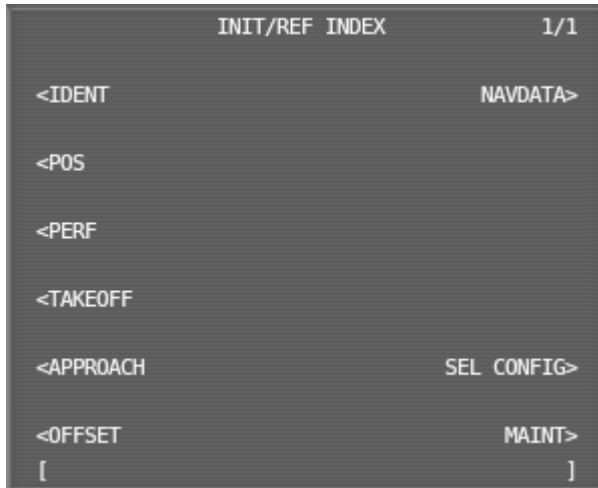 INIT/REF INDEX 1/1
<IDENT NAVDATA>
<POS
<PERF
<TAKEOFF
<APPROACH SEL CONFIG>
<OFFSET MAINT>
[ ]